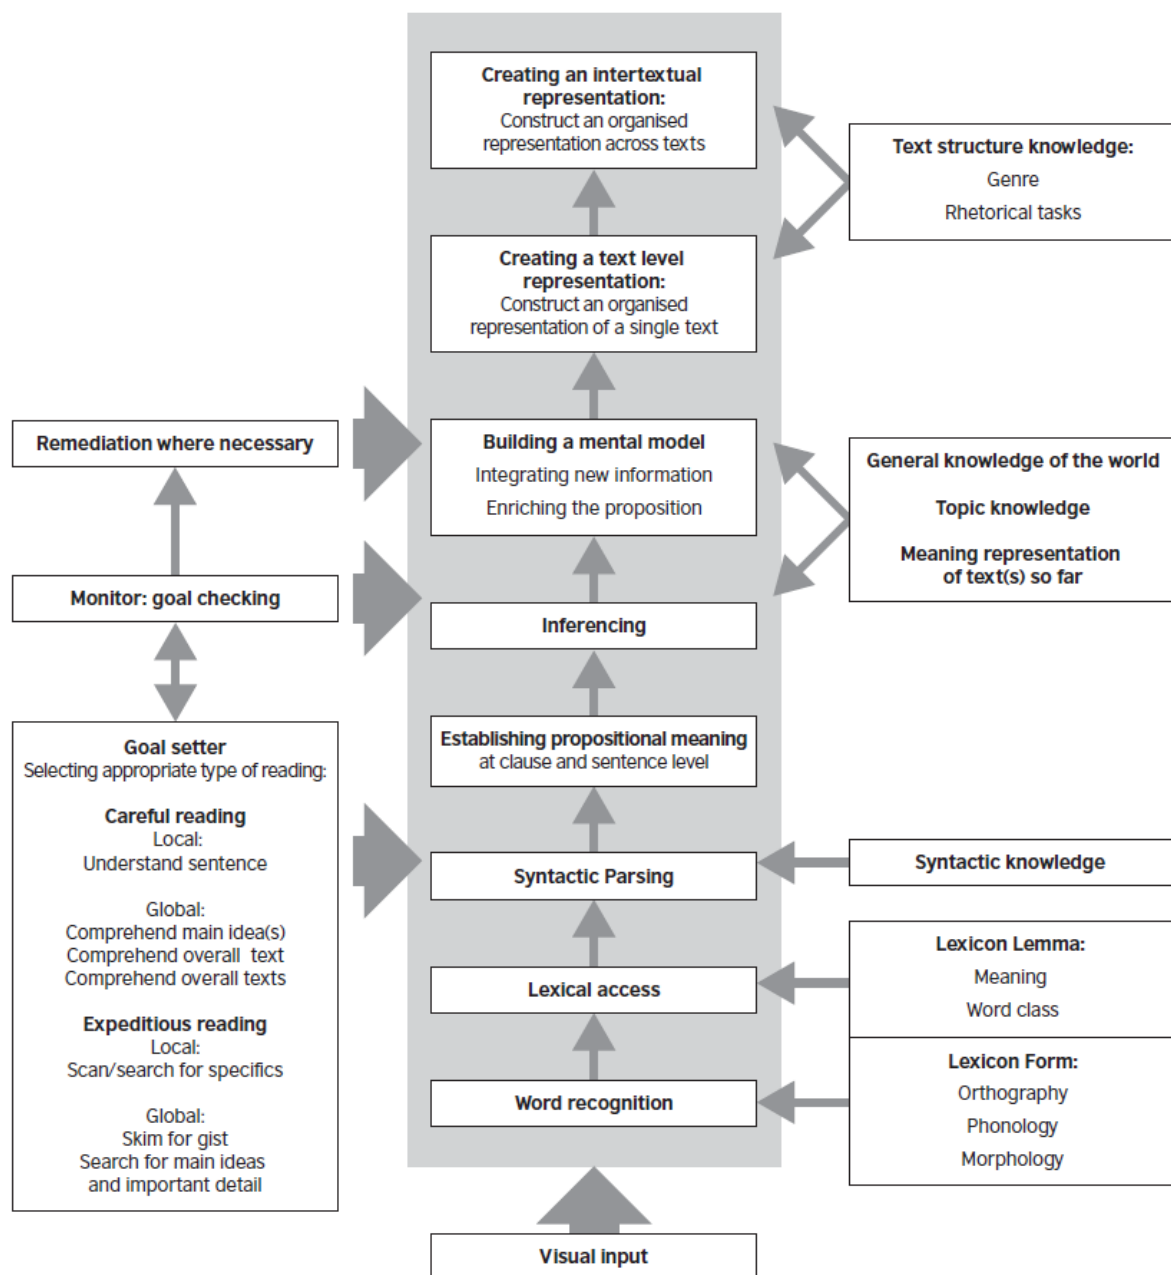 Creating an intertextual
representation:
Construct an organised
representation across texts
Text structure knowledge:
Genre
Rhetorical tasks
Creating a text level
representation:
Construct an organised
representation of a single text
Remediation where necessary
Building a mental model
Integrating new information
Enriching the proposition
General knowledge of the world
Topic knowledge
Meaning representation
of text(s) so far
Monitor: goal checking
Inferencing
Goal setter
Selecting appropriate type of reading:
Careful reading
Local:
Understand sentence
Global:
Comprehend main idea(s)
Comprehend overall text
Comprehend overall texts
Expeditious reading
Local:
Scan/search for specifics
Global:
Skim for gist
Search for main ideas
and important detail
Establishing propositional meaning
at clause and sentence level
Syntactic Parsing
Syntactic knowledge
Lexical access
Lexicon Lemma:
Meaning
Word class
Word recognition
Lexicon Form:
Orthography
Phonology
Morphology
Visual input